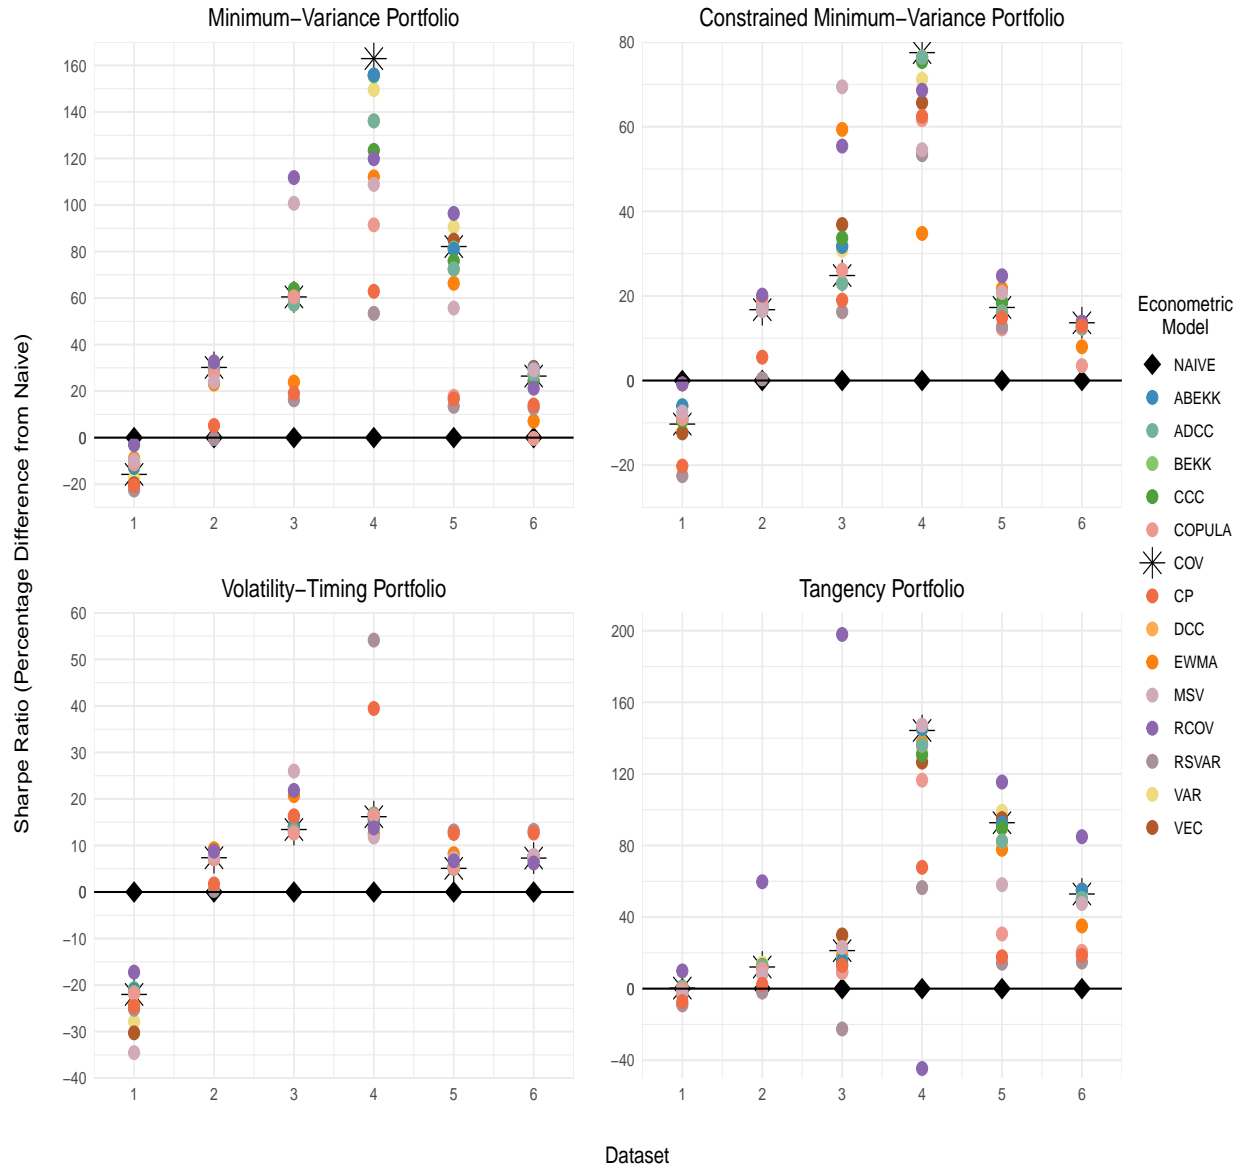 Minimum−Variance Portfolio
Constrained Minimum−Variance Portfolio
160
140
120
100
80
60
40
20
0
−20
1 2 3 4 5 6
80
60
40
20
0
−20
1 2 3 4 5 6
Sharpe Ratio (Percentage Difference from Naive)
Volatility−Timing Portfolio
Tangency Portfolio
60
50
40
30
20
10
0
−10
−20
−30
−40
1 2 3 4 5 6
200
160
120
80
40
0
−40
1 2 3 4 5 6
Dataset
Econometric
Model
NAIVE
ABEKK
ADCC
BEKK
CCC
COPULA
COV
CP
DCC
EWMA
MSV
RCOV
RSVAR
VAR
VEC